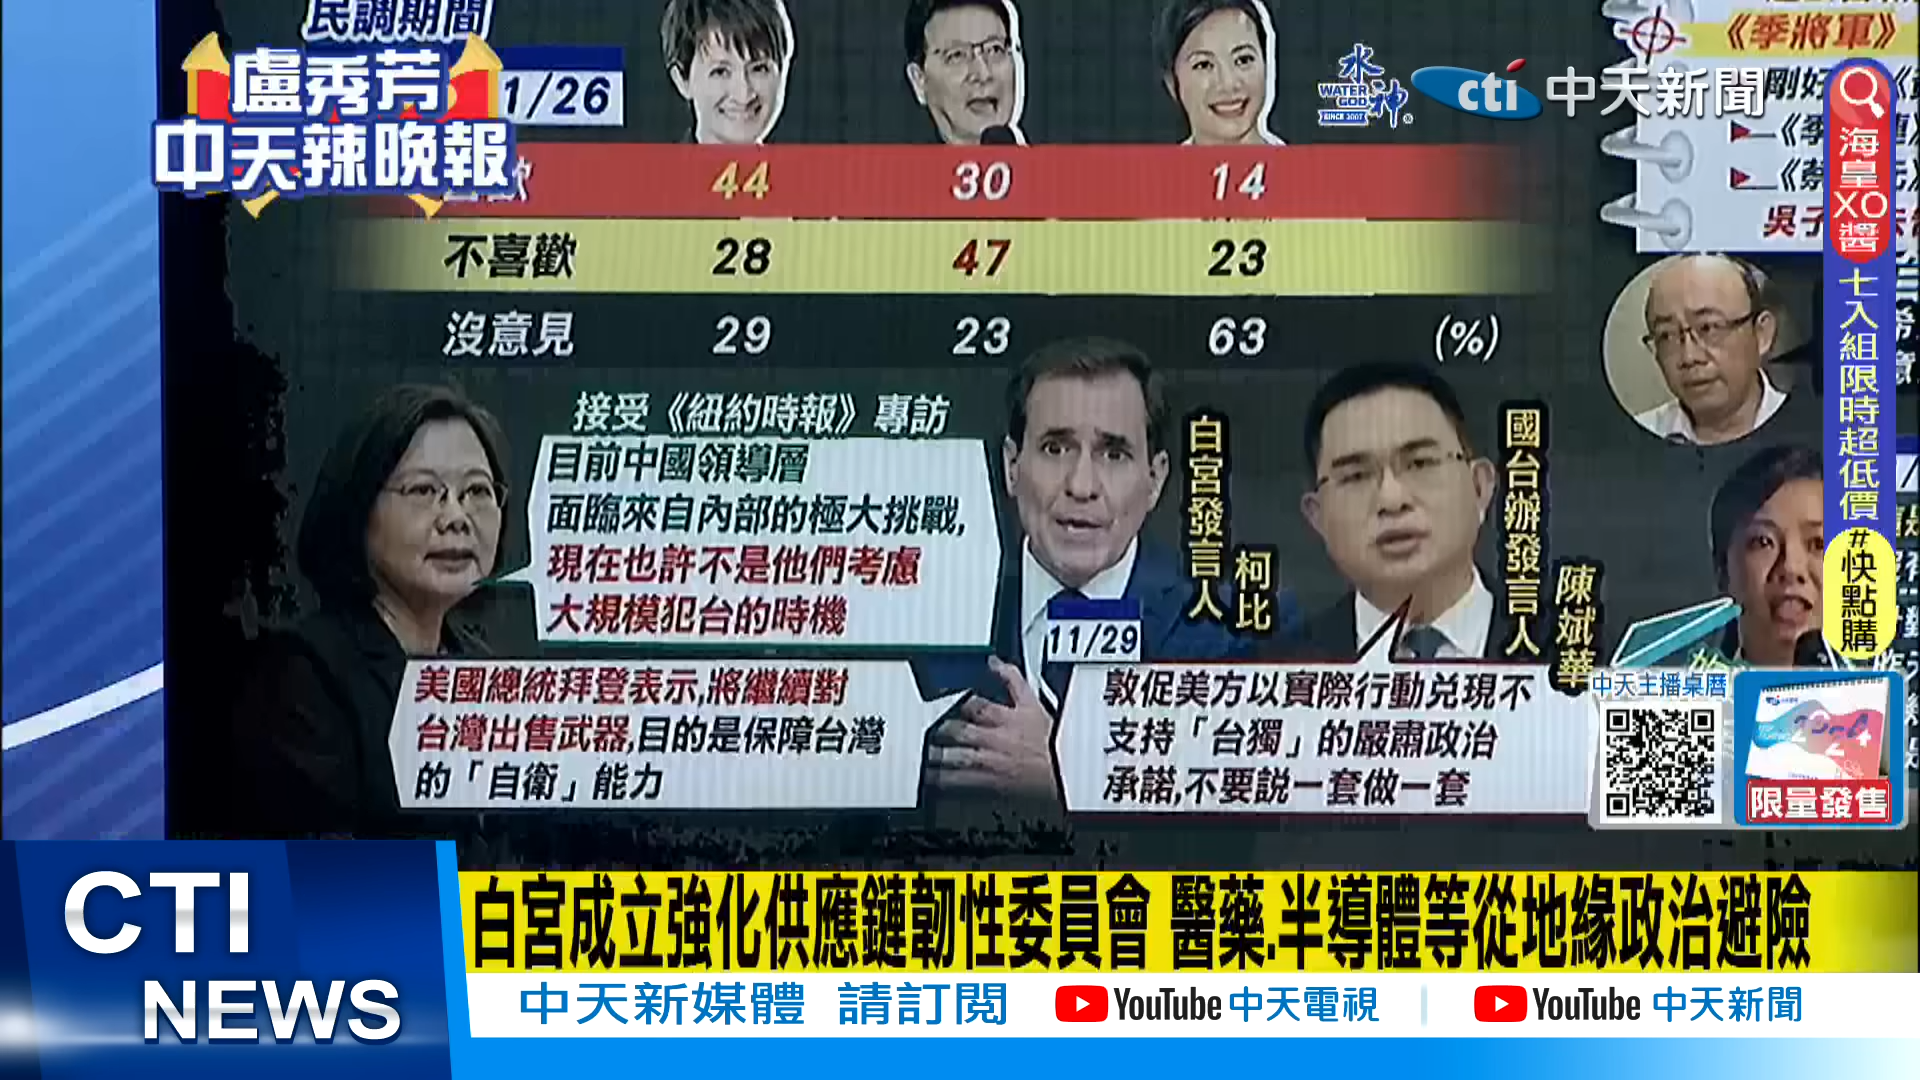 民調期間
盧秀芳
中天辣晚報
1/26
水神
WATER GOD
SINCE 2007
cti 中天新聞
《季將軍》
剛好
歡 44 30 14
不喜歡 28 47 23
沒意見 29 23 63 (%)
接受《紐約時報》專訪
目前中國領導層
面臨來自內部的極大挑戰,
現在也許不是他們考慮
大規模犯台的時機
白宮發言人
柯比
國台辦發言人
陳斌華
11/29
美國總統拜登表示,將繼續對
台灣出售武器,目的是保障台灣
的「自衛」能力
敦促美方以實際行動兌現不
支持「台獨」的嚴肅政治
承諾,不要說一套做一套
海皇XO醬
七入組限時超低價
#快點購
中天主播桌曆
2024
限量發售
CTI
NEWS
白宮成立強化供應鏈韌性委員會 醫藥.半導體等從地緣政治避險
中天新媒體 請訂閱 YouTube 中天電視 YouTube 中天新聞